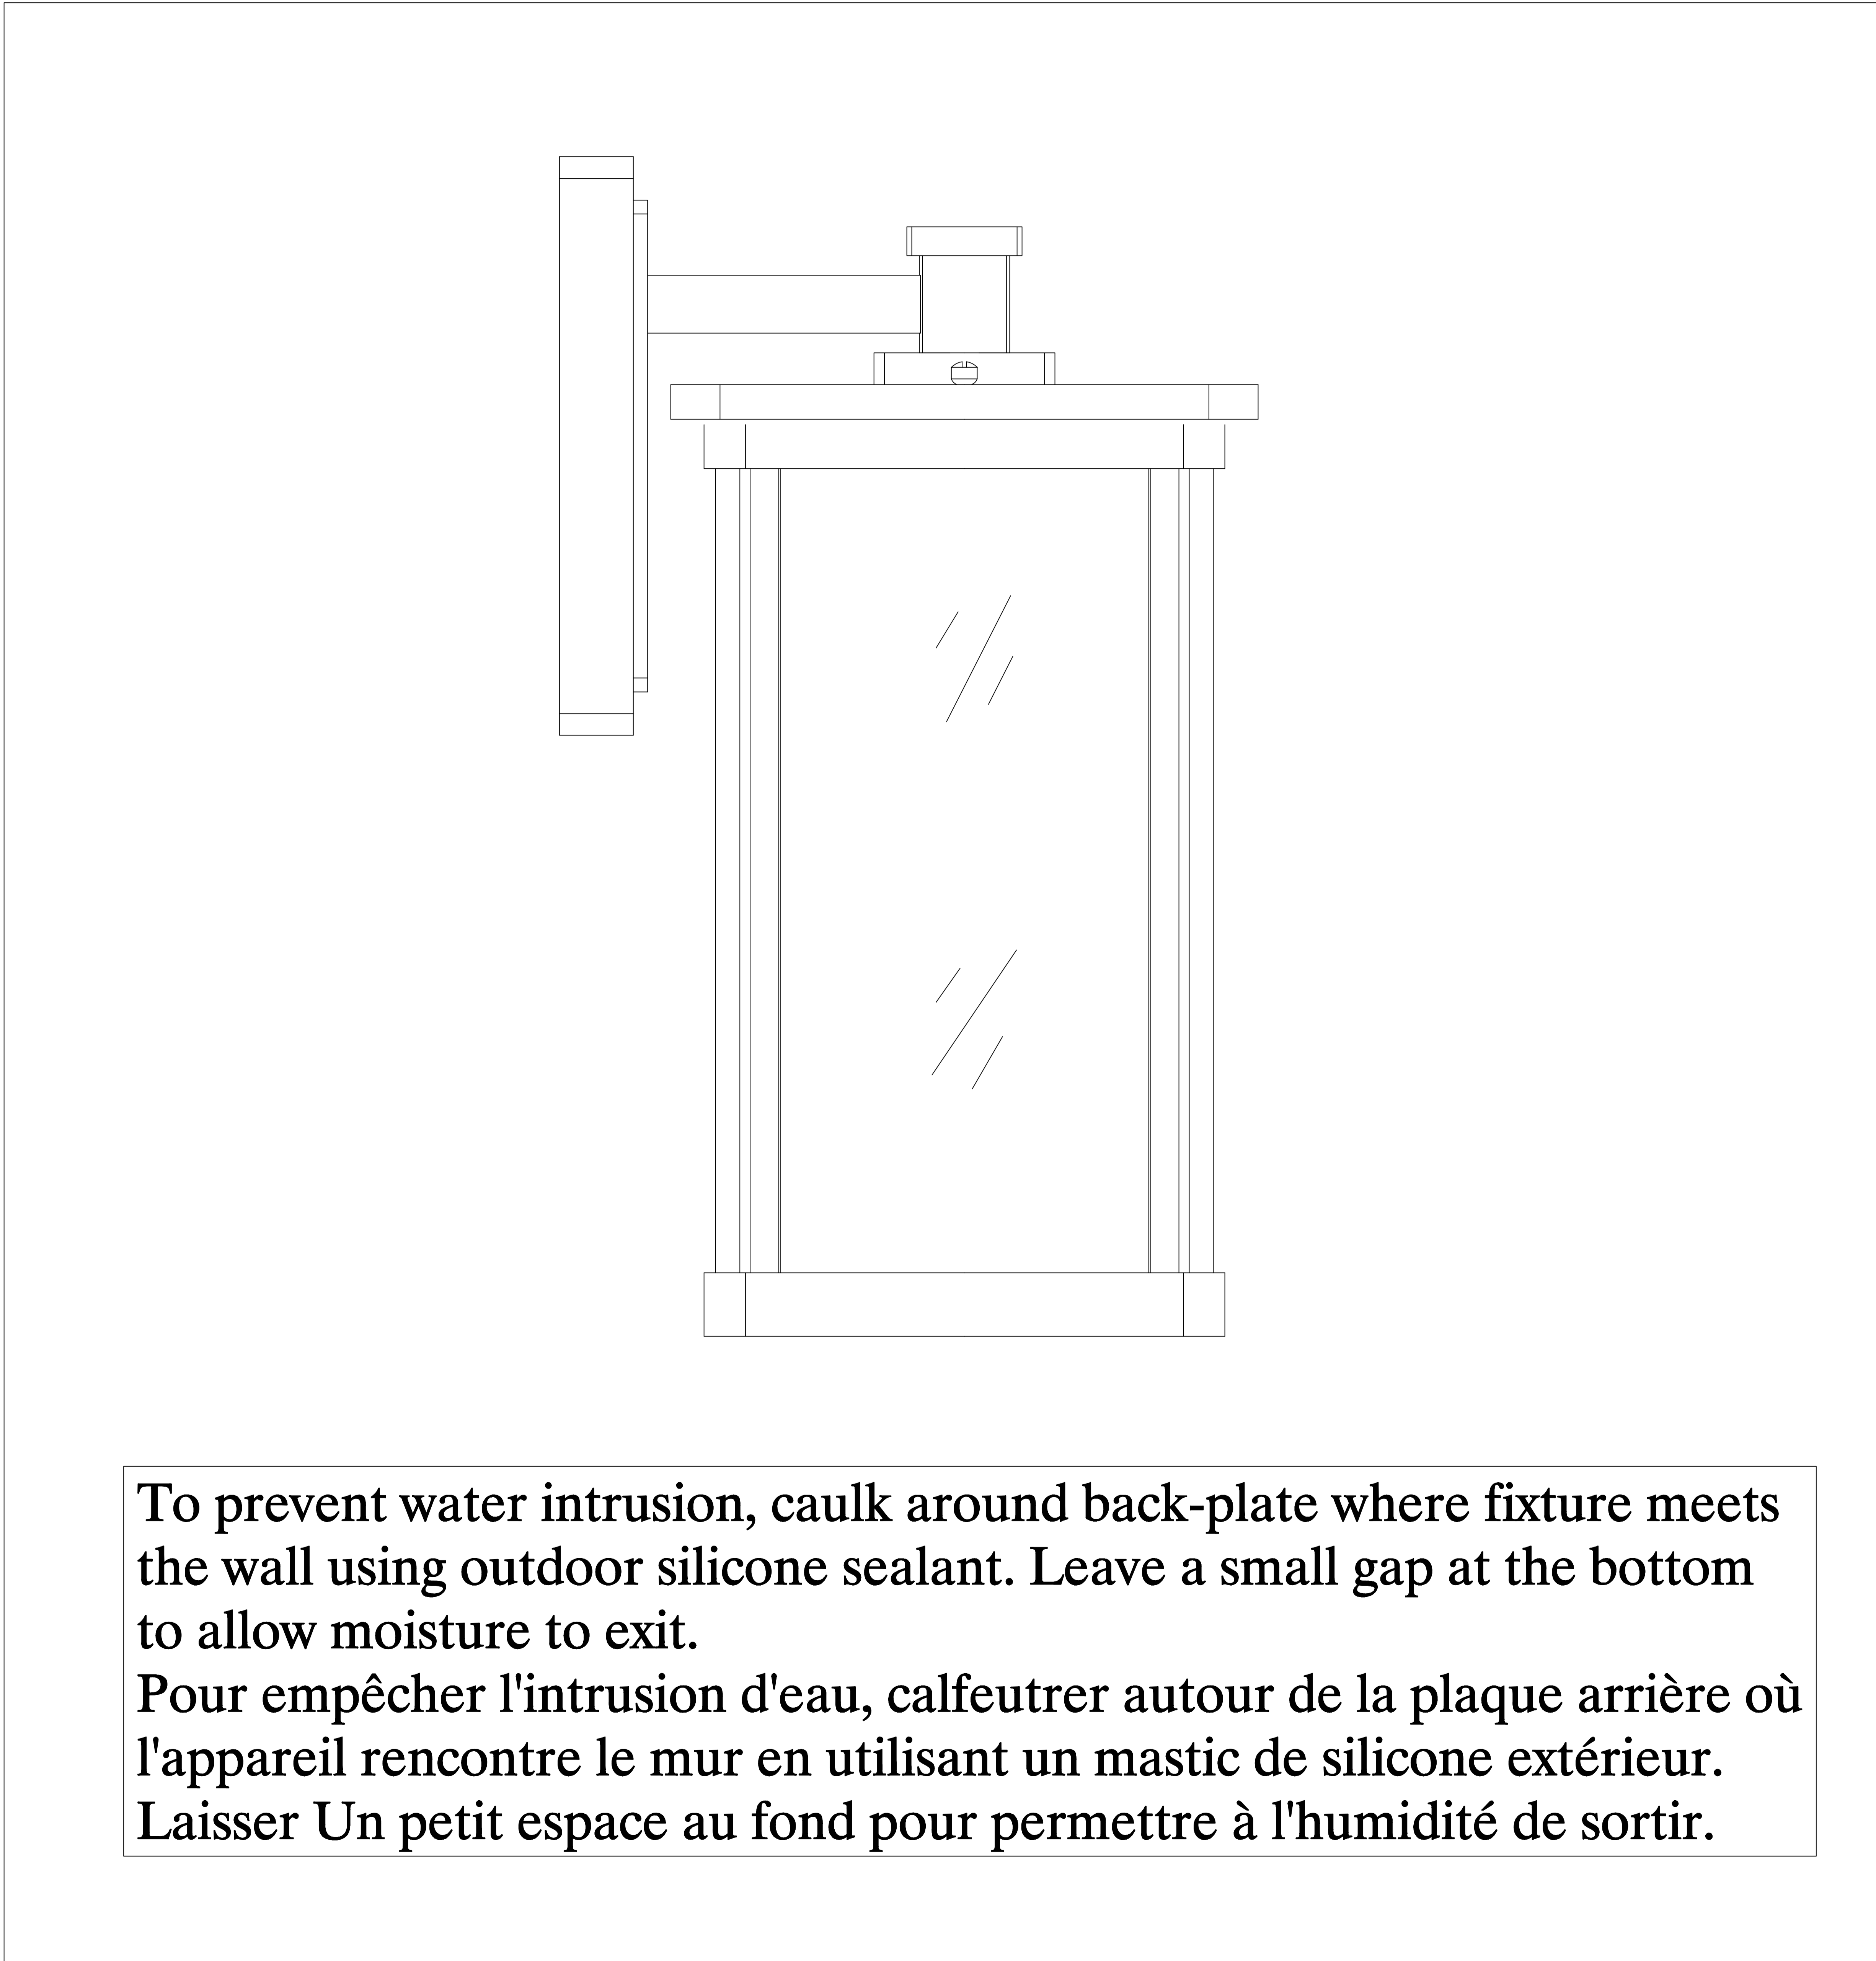 To prevent water intrusion, caulk around back-plate where fixture meets
the wall using outdoor silicone sealant. Leave a small gap at the bottom
to allow moisture to exit.
Pour empêcher l'intrusion d'eau, calfeutrer autour de la plaque arrière où
l'appareil rencontre le mur en utilisant un mastic de silicone extérieur.
Laisser Un petit espace au fond pour permettre à l'humidité de sortir.